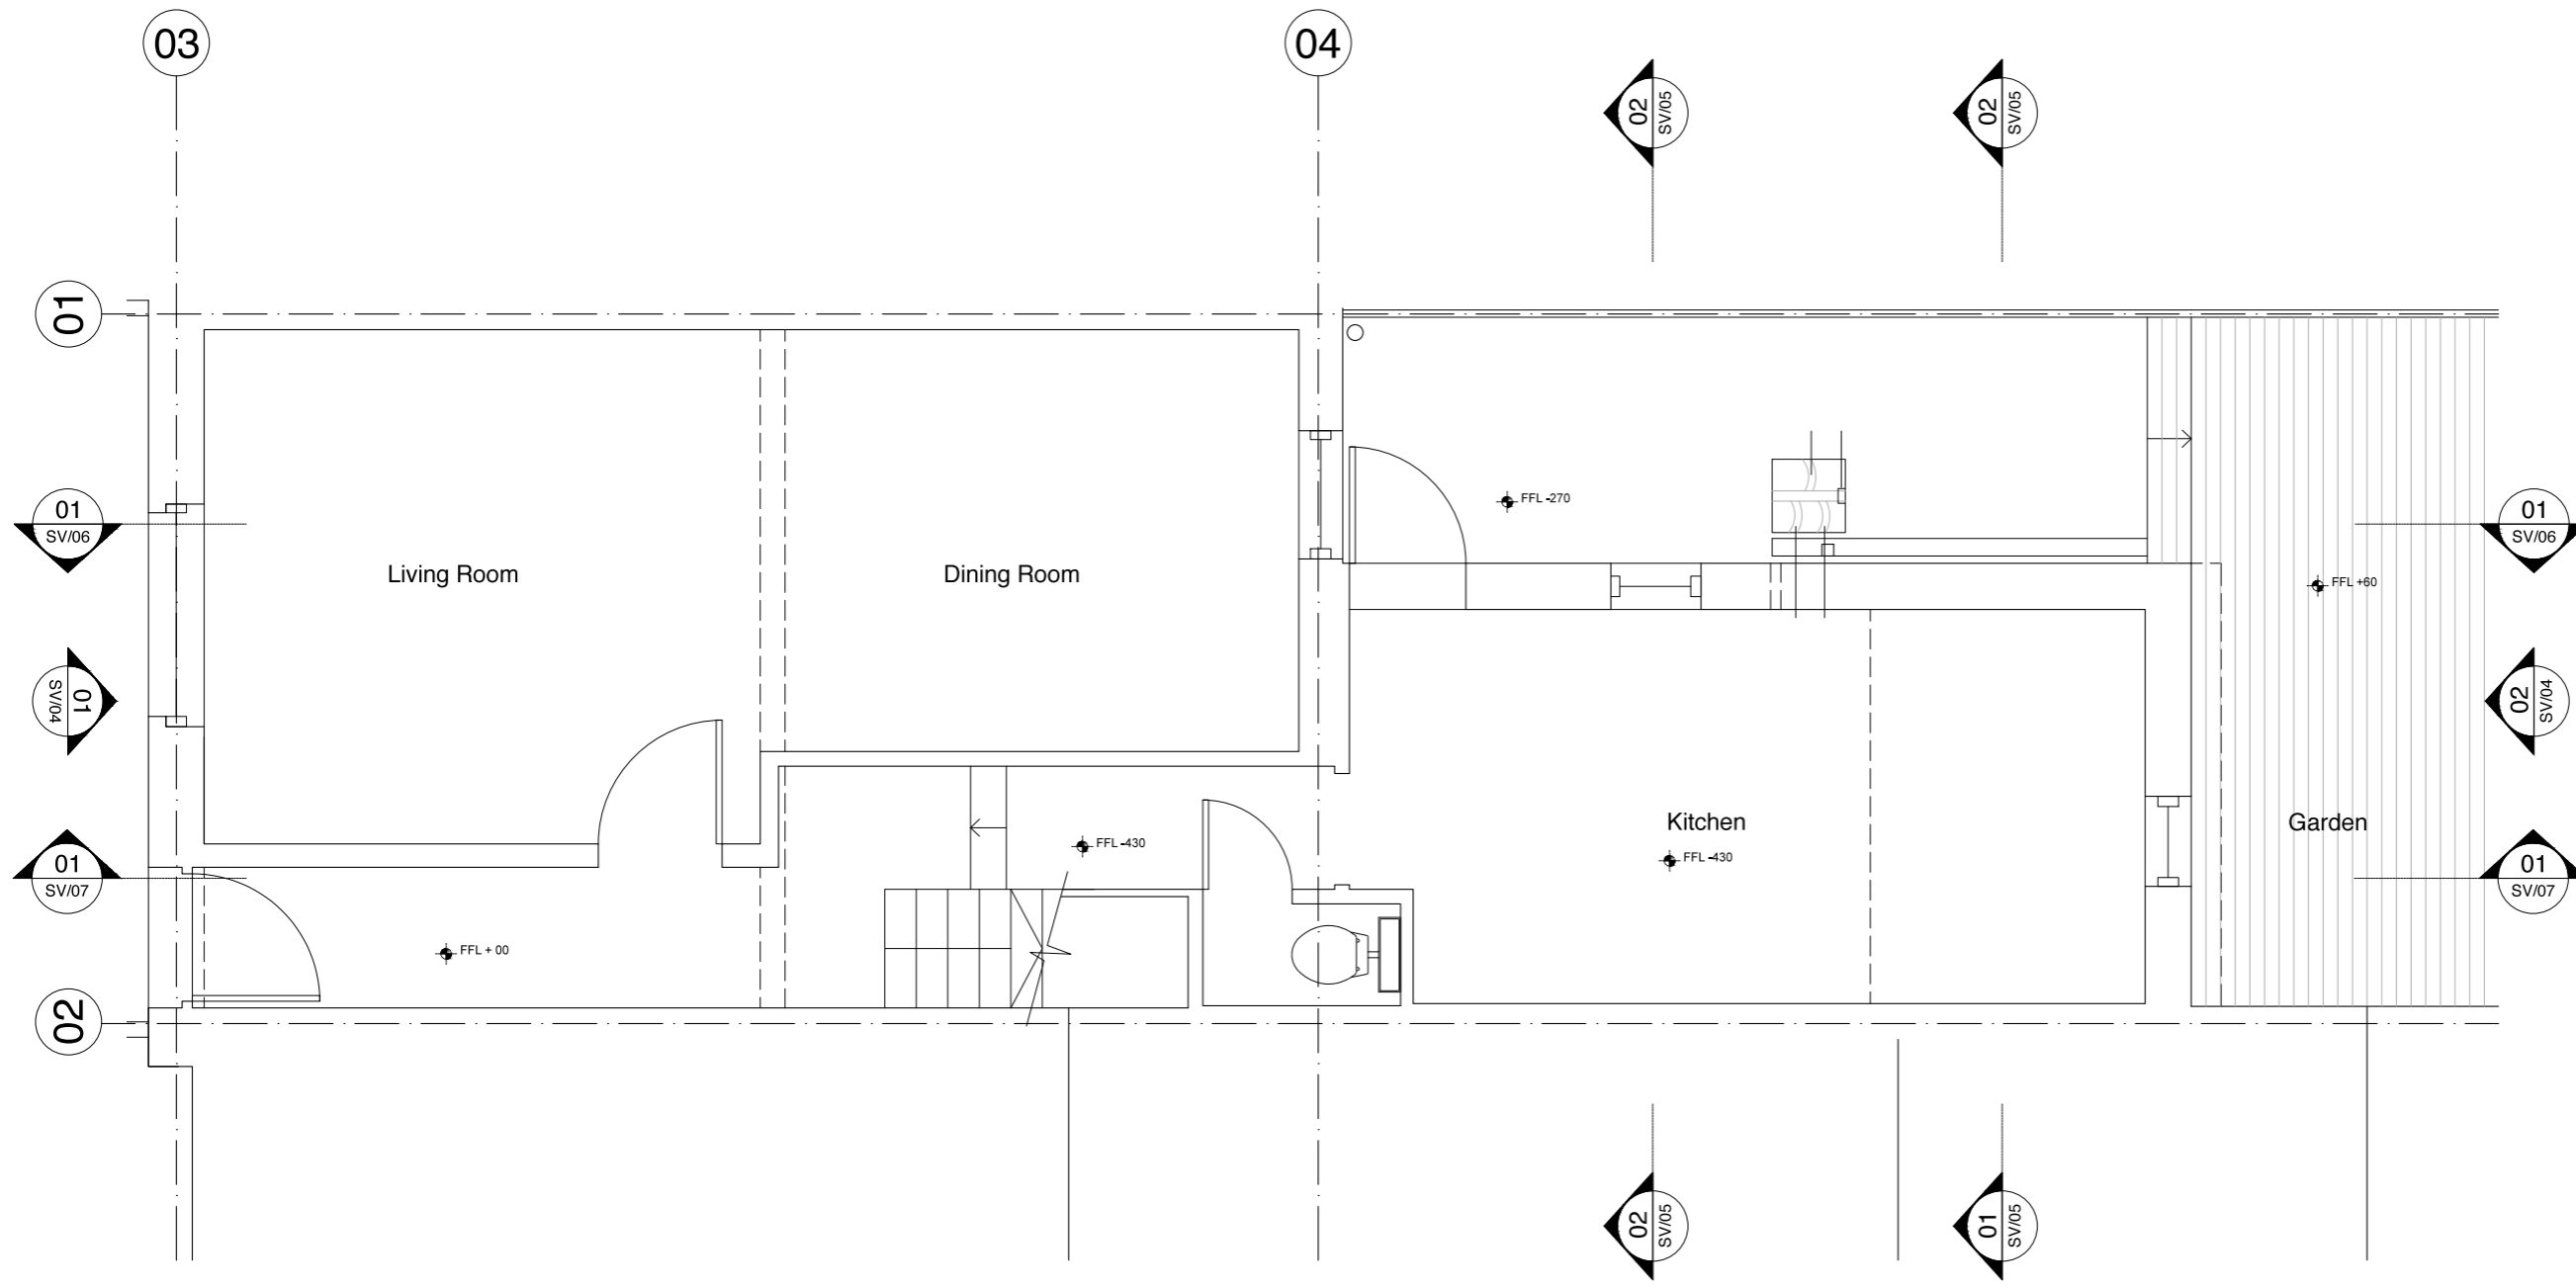 03
04
02
SV/05
02
SV/05
01
01
SV/06
01
SV/06
FFL -270
Living Room
Dining Room
FFL +60
01
SV/04
02
SV/04
Kitchen
Garden
FFL -430
FFL -430
01
SV/07
01
SV/07
FFL + 00
02
02
SV/05
01
SV/05